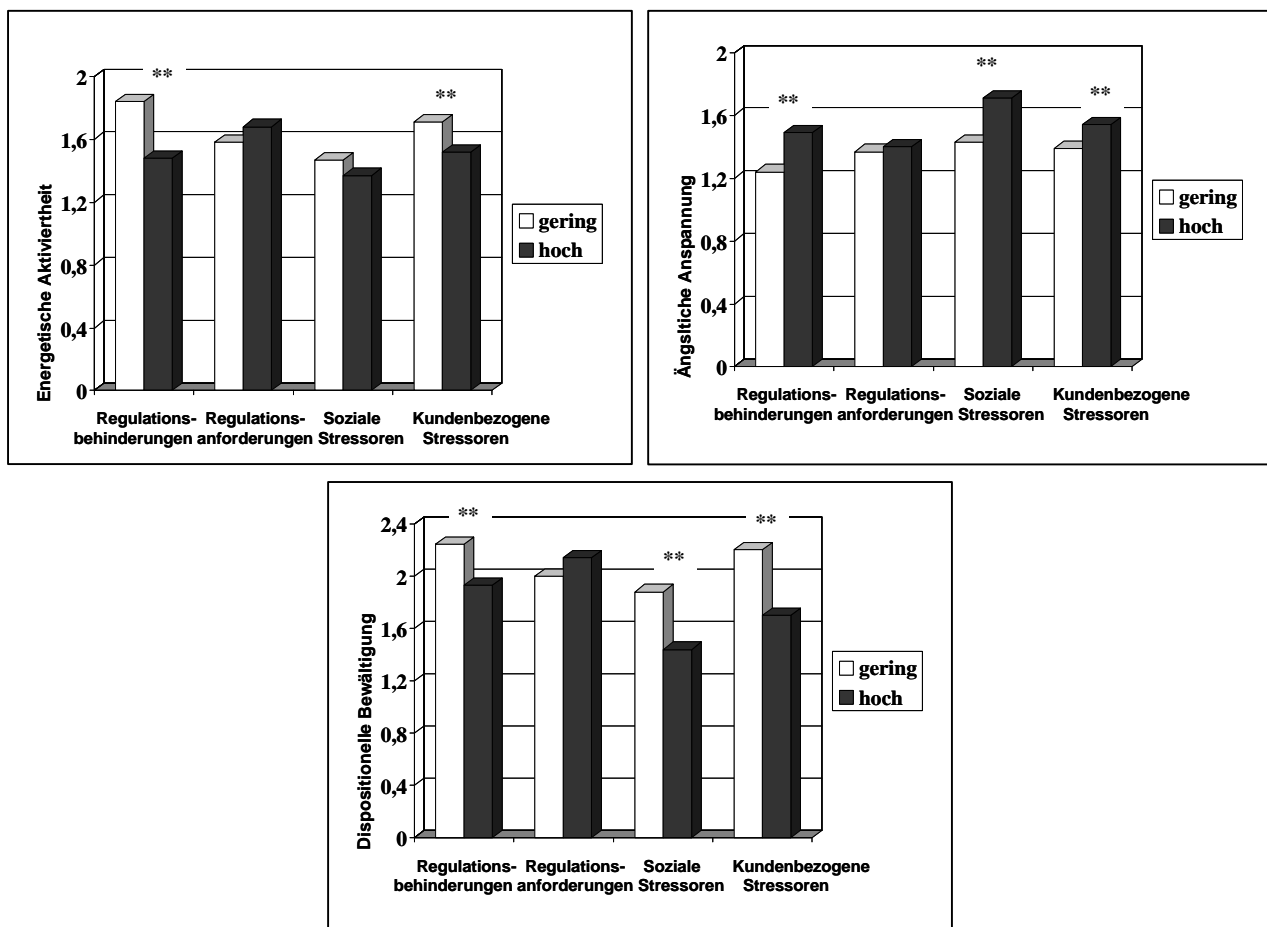 Energetische Aktiviertheit
2
1,6
1,2
0,8
0,4
0
**
**
gering
hoch
Regulations- Regulations- Soziale Kundenbezogene
behinderungen anforderungen Stressoren Stressoren
Ängsltiche Anspannung
2
1,6
1,2
0,8
0,4
0
**
**
**
gering
hoch
Regulations- Regulations- Soziale Kundenbezogene
behinderungen anforderungen Stressoren Stressoren
Dispositionelle Bewältigung
2,4
2
1,6
1,2
0,8
0,4
0
**
**
**
gering
hoch
Regulations- Regulations- Soziale Kundenbezogene
behinderungen anforderungen Stressoren Stressoren